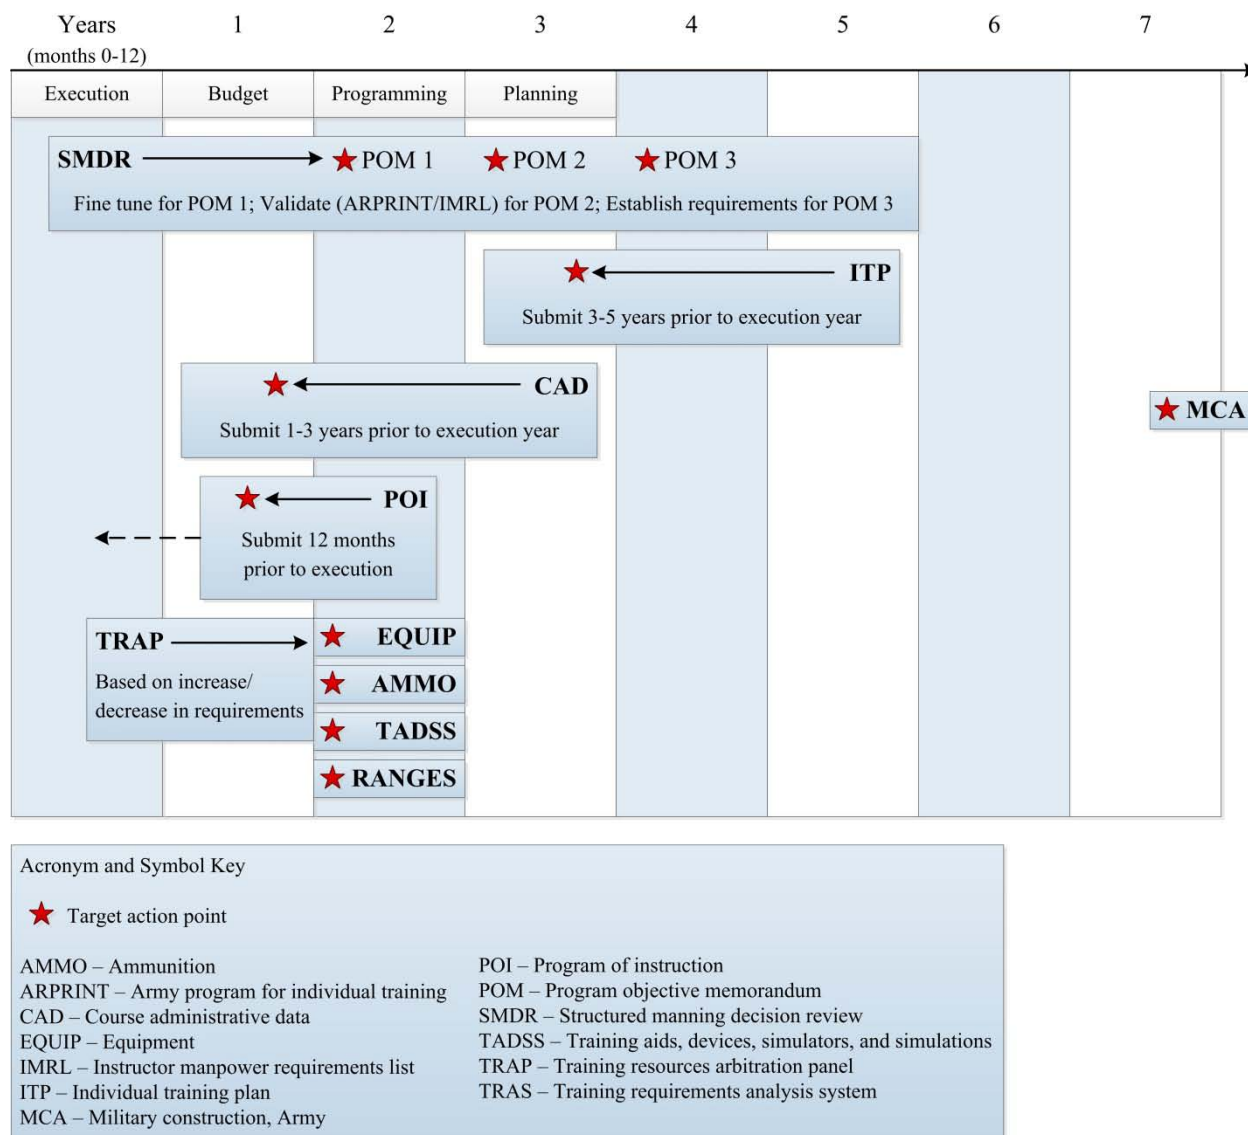 Years 1 2 3 4 5 6 7
(months 0-12)
Execution Budget Programming Planning
SMDR POM 1 POM 2 POM 3
Fine tune for POM 1; Validate (ARPRINT/IMRL) for POM 2; Establish requirements for POM 3
ITP
Submit 3-5 years prior to execution year
CAD
Submit 1-3 years prior to execution year
MCA
POI
Submit 12 months
prior to execution
TRAP
Based on increase/
decrease in requirements
EQUIP
AMMO
TADSS
RANGES
Acronym and Symbol Key
Target action point
AMMO – Ammunition
ARPRINT – Army program for individual training
CAD – Course administrative data
EQUIP – Equipment
IMRL – Instructor manpower requirements list
ITP – Individual training plan
MCA – Military construction, Army
POI – Program of instruction
POM – Program objective memorandum
SMDR – Structured manning decision review
TADSS – Training aids, devices, simulators, and simulations
TRAP – Training resources arbitration panel
TRAS – Training requirements analysis system